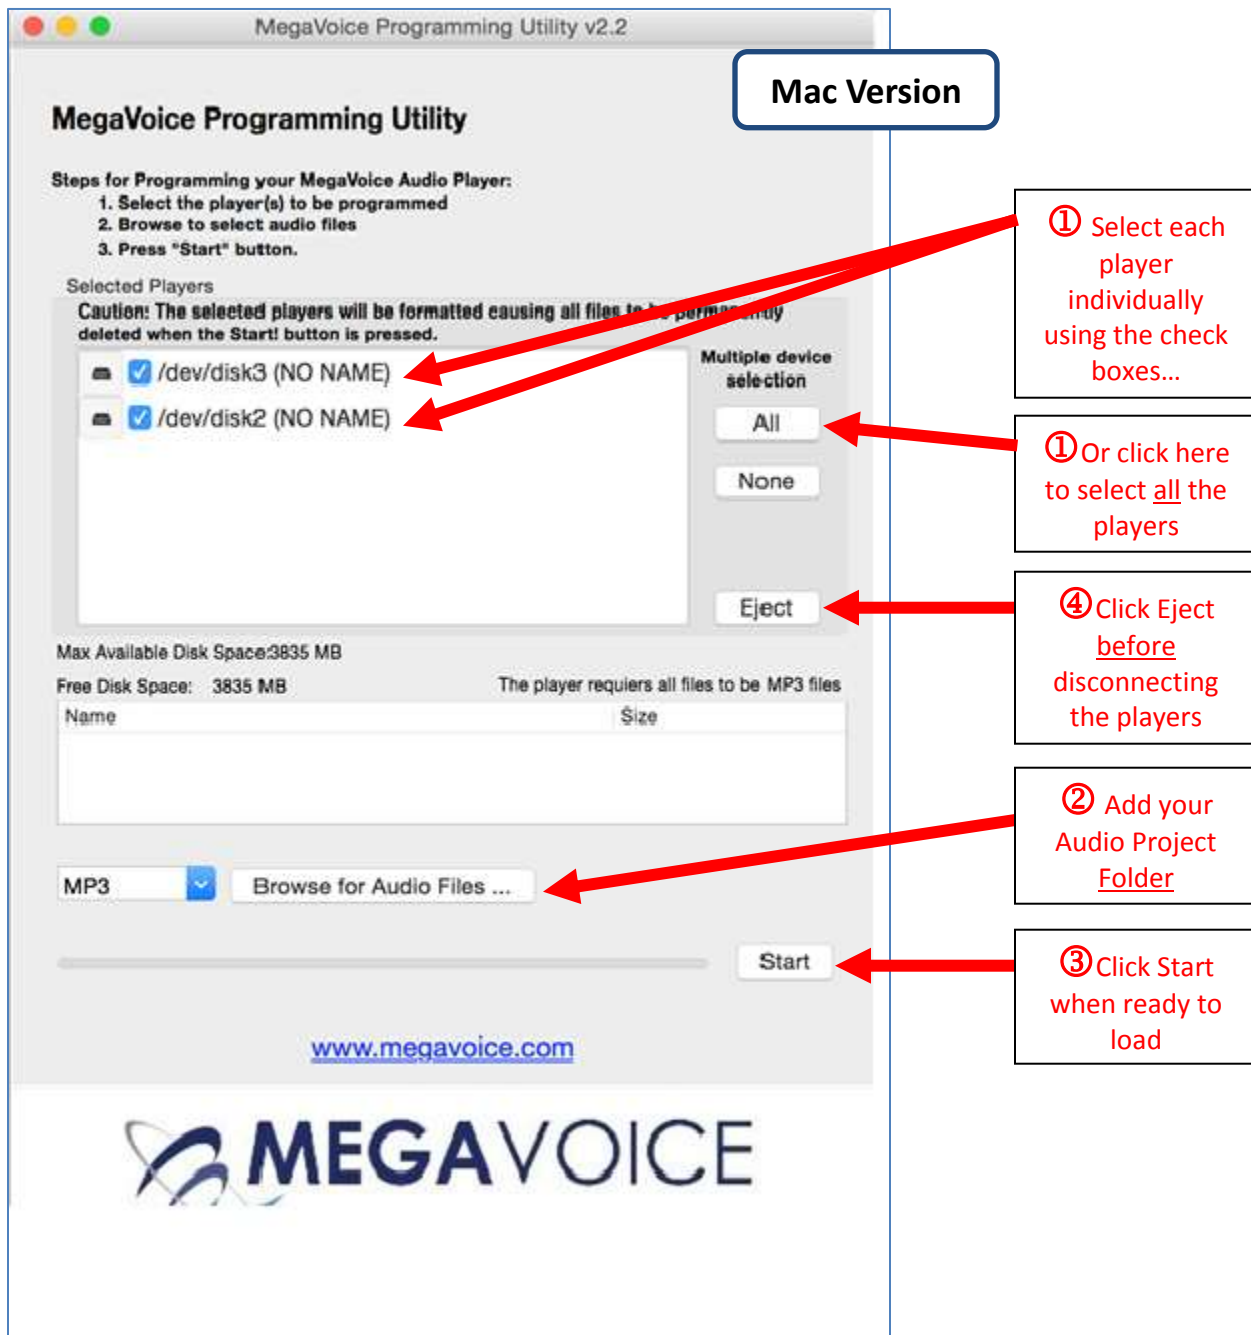 MegaVoice Programming Utility v2.2
Mac Version
MegaVoice Programming Utility
Steps for Programming your MegaVoice Audio Player:
1. Select the player(s) to be programmed
2. Browse to select audio files
3. Press "Start" button.
Selected Players
Caution: The selected players will be formatted causing all files to be permanently
deleted when the Start! button is pressed.
/dev/disk3 (NO NAME)
/dev/disk2 (NO NAME)
Multiple device
selection
All
None
Eject
Max Available Disk Space:3835 MB
Free Disk Space: 3835 MB
The player requiers all files to be MP3 files
Name Size
MP3
Browse for Audio Files ...
Start
www.megavoice.com
MEGAVOICE
① Select each
player
individually
using the check
boxes…
①Or click here
to select all the
players
④Click Eject
before
disconnecting
the players
② Add your
Audio Project
Folder
③Click Start
when ready to
load